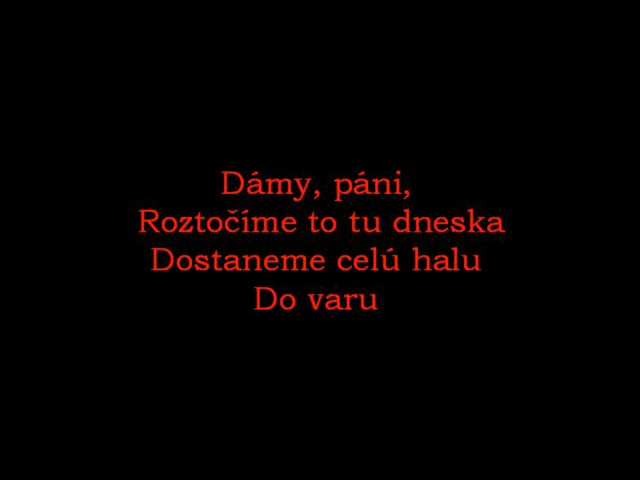 Dámy, páni,
Roztočíme to tu dneska
Dostaneme celú halu
Do varu